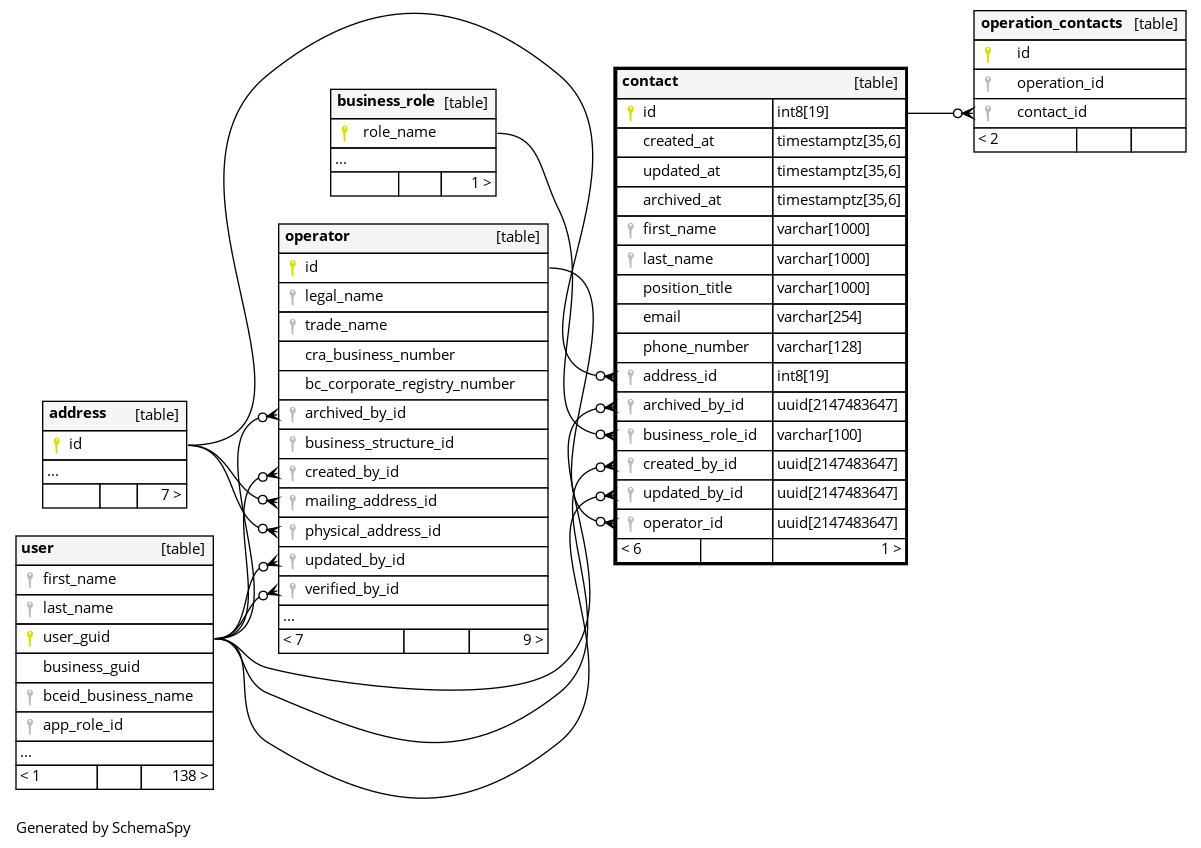 operation_contacts [table]
id
operation_id
contact_id
< 2
contact [table]
id int8[19]
created_at timestamptz[35,6]
updated_at timestamptz[35,6]
archived_at timestamptz[35,6]
first_name varchar[1000]
last_name varchar[1000]
position_title varchar[1000]
email varchar[254]
phone_number varchar[128]
address_id int8[19]
archived_by_id uuid[2147483647]
business_role_id varchar[100]
created_by_id uuid[2147483647]
updated_by_id uuid[2147483647]
operator_id uuid[2147483647]
< 6 1 >
business_role [table]
role_name
...
1 >
operator [table]
id
legal_name
trade_name
cra_business_number
bc_corporate_registry_number
archived_by_id
business_structure_id
created_by_id
mailing_address_id
physical_address_id
updated_by_id
verified_by_id
...
< 7 9 >
address [table]
id
...
7 >
user [table]
first_name
last_name
user_guid
business_guid
bceid_business_name
app_role_id
...
< 1 138 >
Generated by SchemaSpy